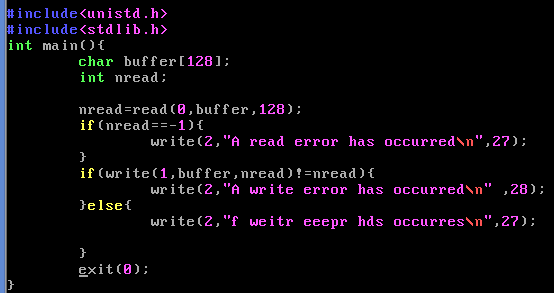 #include<unistd.h>
#include<stdlib.h>
int main(){
char buffer[128];
int nread;
nread=read(0,buffer,128);
if(nread==-1){
write(2,"A read error has occurred\n",27);
}
if(write(1,buffer,nread)!=nread){
write(2,"A write error has occurred\n" ,28);
}else{
write(2,"f weitr eeepr hds occurres\n",27);
}
exit(0);
}